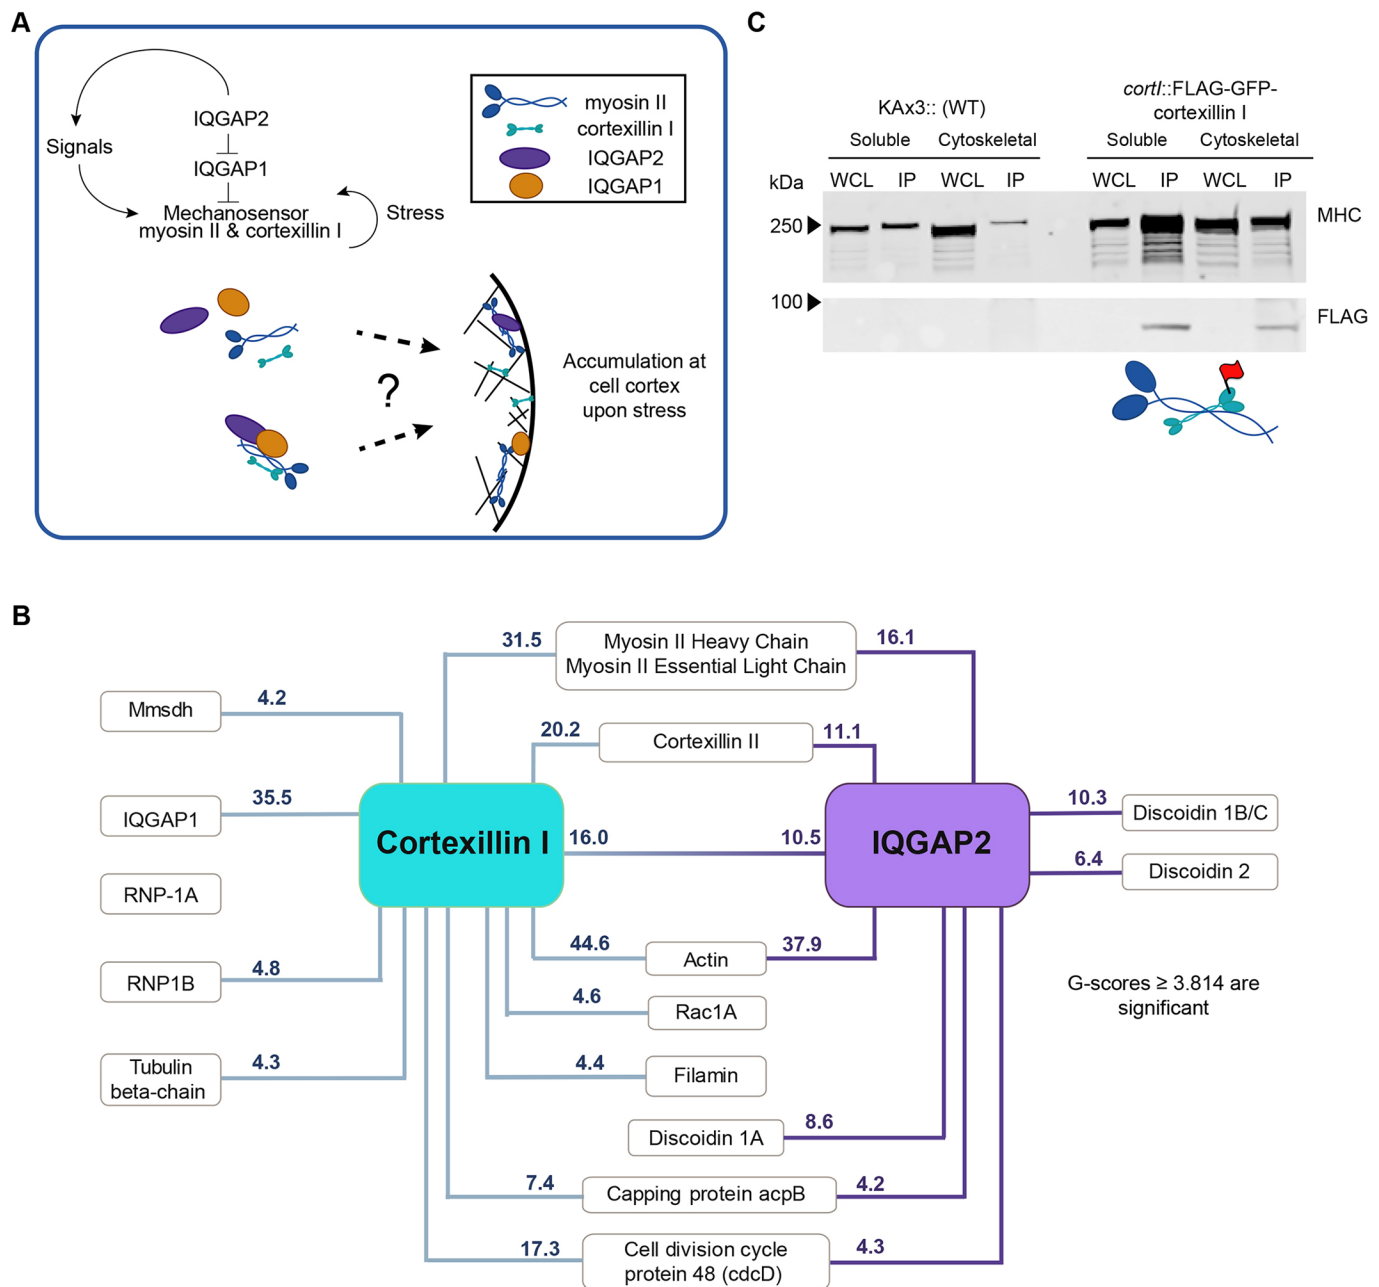 A
IQGAP2
Signals
IQGAP1
Mechanosensor
myosin II & cortexillin I
Stress
myosin II
cortexillin I
IQGAP2
IQGAP1
?
Accumulation at
cell cortex
upon stress
C
KAx3:: (WT)
cortI::FLAG-GFP-
cortexillin I
Soluble
Cytoskeletal
Soluble
Cytoskeletal
kDa
WCL
IP
WCL
IP
WCL
IP
WCL
IP
250
MHC
100
FLAG
B
31.5
Myosin II Heavy Chain
Myosin II Essential Light Chain
16.1
Mmsdh
4.2
20.2
Cortexillin II
11.1
IQGAP1
35.5
Cortexillin I
16.0
10.5
IQGAP2
10.3
Discoidin 1B/C
6.4
Discoidin 2
RNP-1A
RNP1B
4.8
44.6
Actin
37.9
4.6
Rac1A
G-scores ≥ 3.814 are
significant
Tubulin
beta-chain
4.3
4.4
Filamin
Discoidin 1A
8.6
7.4
Capping protein acpB
4.2
17.3
Cell division cycle
protein 48 (cdcD)
4.3